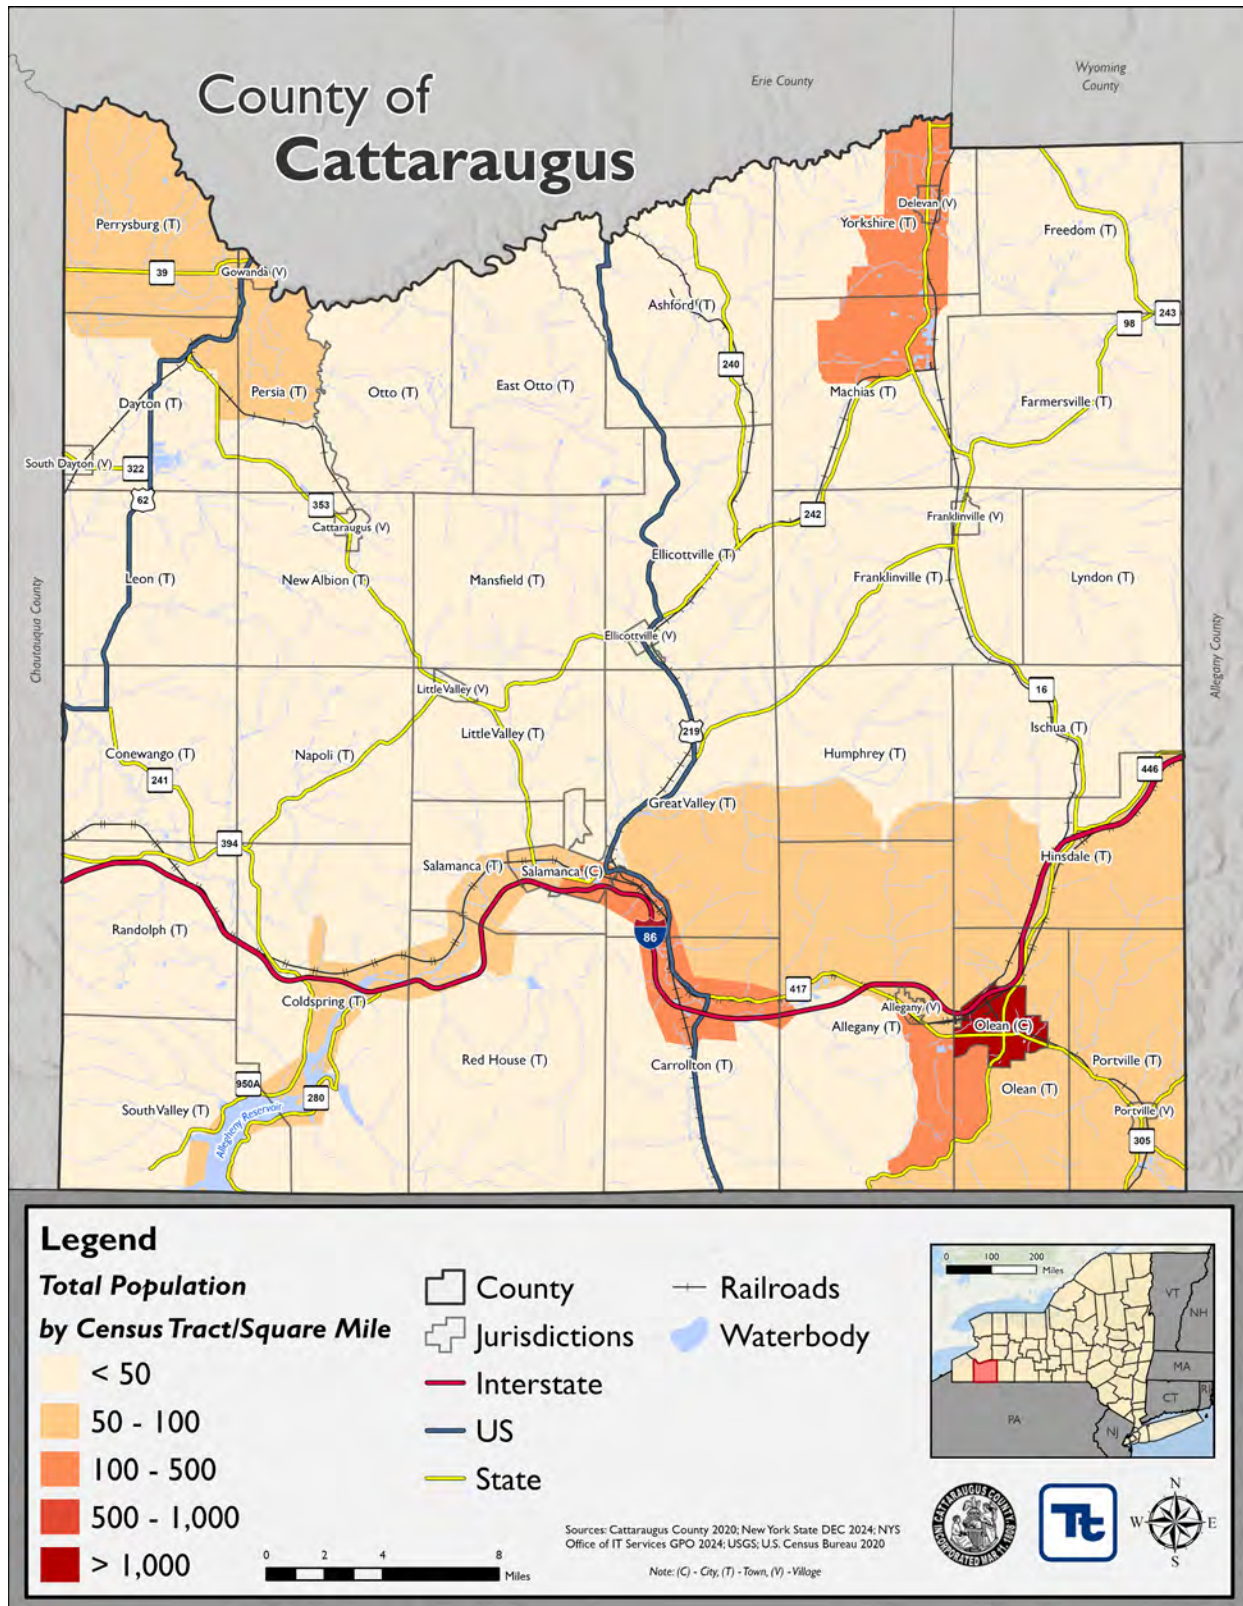 County of
Cattaraugus
Erie County
Wyoming
County
Chautauqua County
Allegany County
Perrysburg (T)
Gowanda (V)
39
Delevan (V)
Yorkshire (T)
Freedom (T)
Ashford (T)
98
243
240
Dayton (T)
Persia (T)
Otto (T)
East Otto (T)
Machias (T)
Farmersville (T)
South Dayton (V)
322
62
353
Cattaraugus (V)
242
Franklinville (V)
Leon (T)
New Albion (T)
Mansfield (T)
Ellicottville (T)
Franklinville (T)
Lyndon (T)
Ellicottville (V)
Little Valley (V)
16
Conewango (T)
Napoli (T)
Little Valley (T)
219
Humphrey (T)
Ischua (T)
241
446
Great Valley (T)
394
Salamanca (T)
Salamanca (C)
Hinsdale (T)
Randolph (T)
86
Coldspring (T)
417
Allegany (V)
Allegany (T)
Olean (C)
Red House (T)
Carrollton (T)
Portville (T)
950A
280
Olean (T)
South Valley (T)
Allegheny Reservoir
Portville (V)
305
Legend
Total Population
by Census Tract/Square Mile
< 50
50 - 100
100 - 500
500 - 1,000
> 1,000
County
Jurisdictions
Interstate
US
State
Railroads
Waterbody
0 2 4 8
Miles
Sources: Cattaraugus County 2020; New York State DEC 2024; NYS
Office of IT Services GPO 2024; USGS; U.S. Census Bureau 2020
Note: (C) - City, (T) - Town, (V) - Village
0 100 200
Miles
VT
NH
MA
CT
RI
PA
NJ
CATTARAUGUS COUNTY,
INCORPORATED MAR. 11, 1808
Tt
N
W
E
S